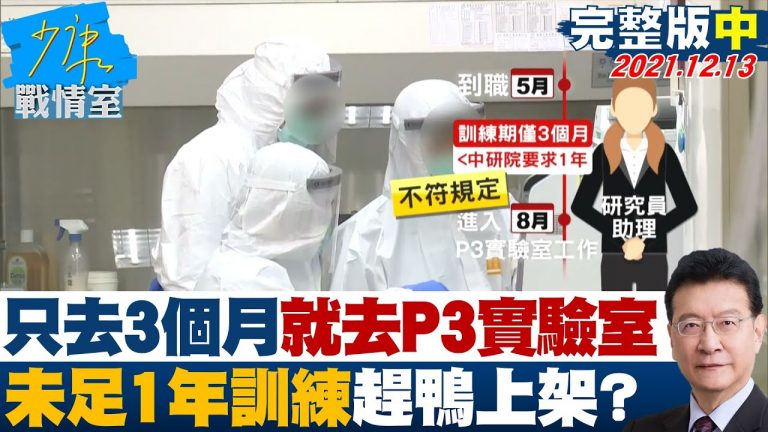 少康
戰情室
完整版中
2021.12.13
到職 5月
訓練期僅3個月
<中研院要求1年
不符規定
進入 8月
P3實驗室工作
研究員
助理
只去3個月就去P3實驗室
未足1年訓練趕鴨上架?